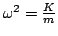 ω² = K/m